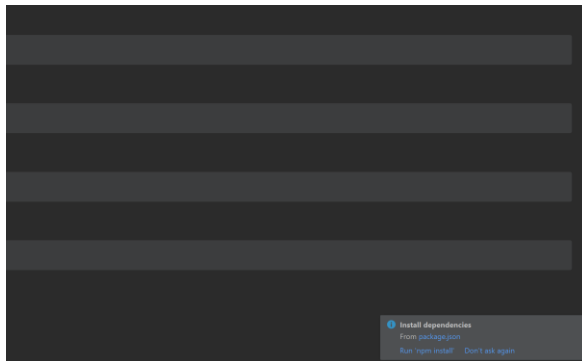 Install dependencies
From package.json
Run 'npm install' Don't ask again